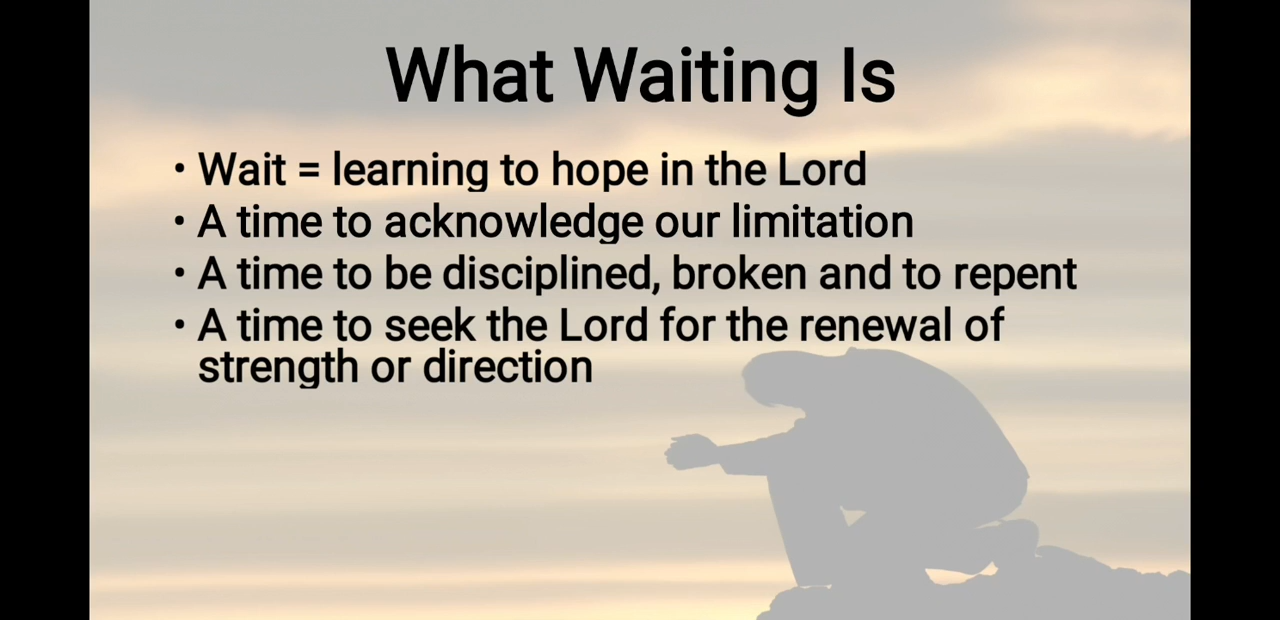 What Waiting Is
• Wait = learning to hope in the Lord
• A time to acknowledge our limitation
• A time to be disciplined, broken and to repent
• A time to seek the Lord for the renewal of
strength or direction